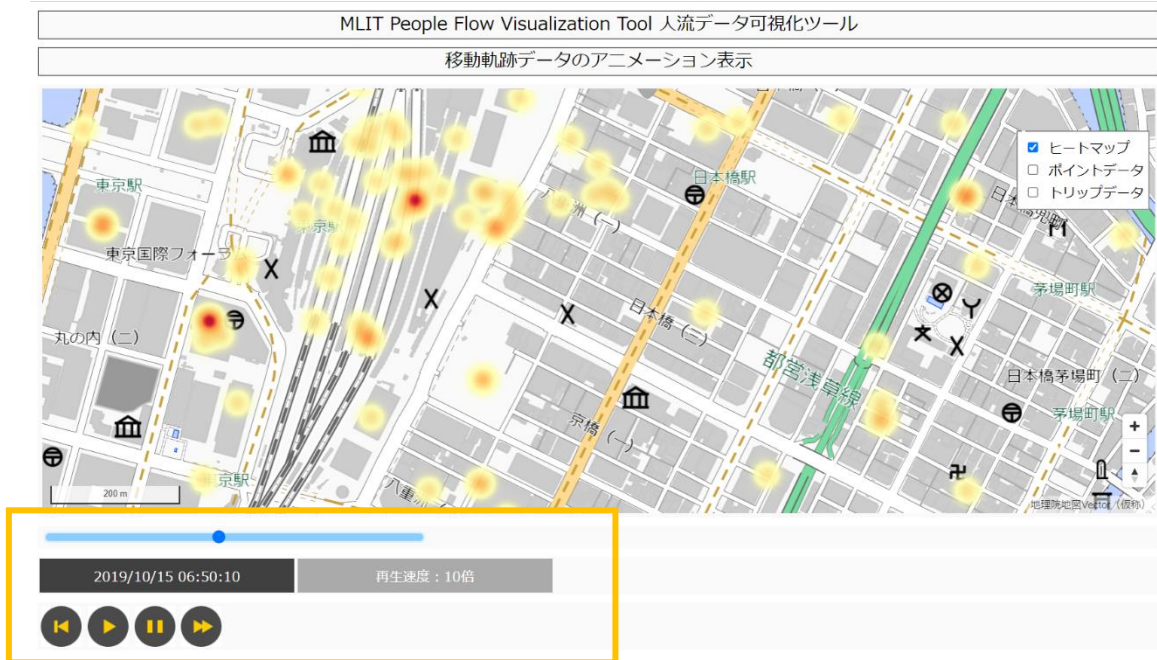 MLIT People Flow Visualization Tool 人流データ可視化ツール
移動軌跡データのアニメーション表示
ヒートマップ
ポイントデータ
トリップデータ
東京駅
日本橋駅
東京国際フォーラ
茅場町駅
丸の内（二）
日本橋（二）
都営浅草線
日本橋茅場町（二）
茅場町駅
京橋（一）
京駅
200 m
地理院地図Vector（仮称）
2019/10/15 06:50:10
再生速度：10倍